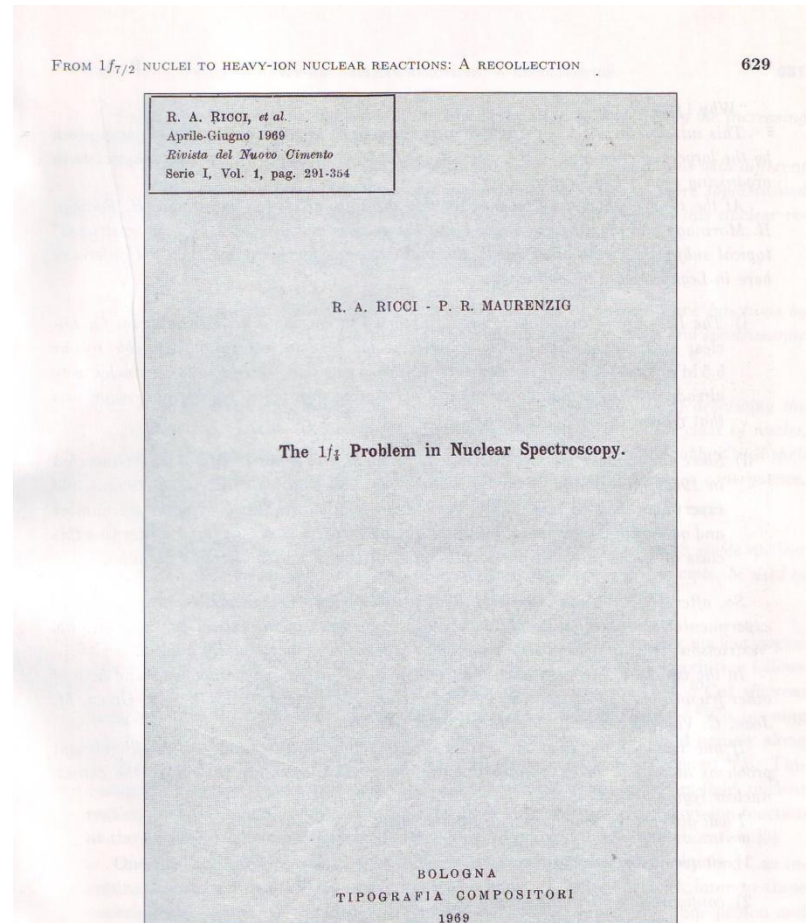 FROM 1f7/2 NUCLEI TO HEAVY-ION NUCLEAR REACTIONS: A RECOLLECTION 629
R. A. RICCI, et al.
Aprile-Giugno 1969
Rivista del Nuovo Cimento
Serie I, Vol. 1, pag. 291-354
R. A. RICCI - P. R. MAURENZIG
The 1f7/2 Problem in Nuclear Spectroscopy.
BOLOGNA
TIPOGRAFIA COMPOSITORI
1969